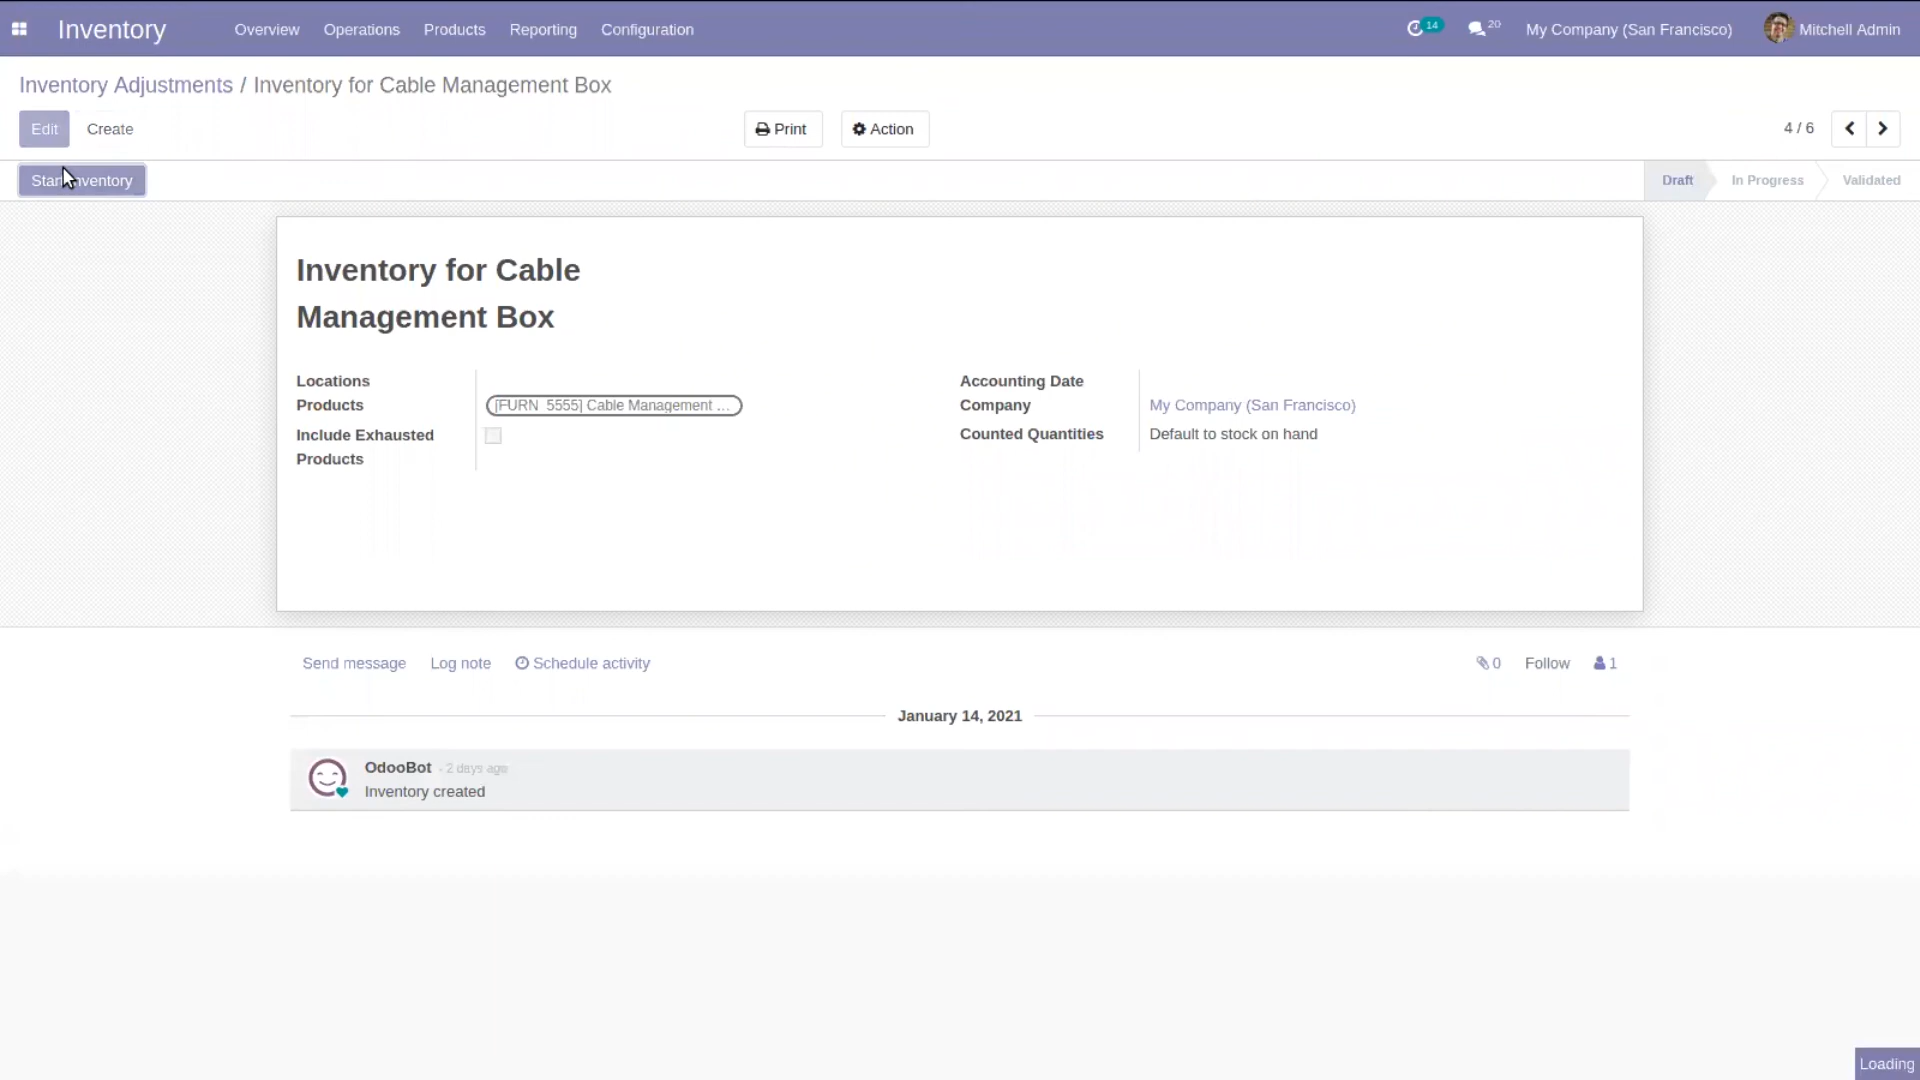 Inventory Overview Operations Products Reporting Configuration 14 20 My Company (San Francisco) Mitchell Admin
Inventory Adjustments / Inventory for Cable Management Box
Edit Create Print Action 4 / 6
Start Inventory Draft In Progress Validated
Inventory for Cable
Management Box
Locations Accounting Date
Products [FURN_5555] Cable Management ... Company My Company (San Francisco)
Include Exhausted Counted Quantities Default to stock on hand
Products
Send message Log note Schedule activity 0 Follow 1
January 14, 2021
OdooBot - 2 days ago
Inventory created
Loading